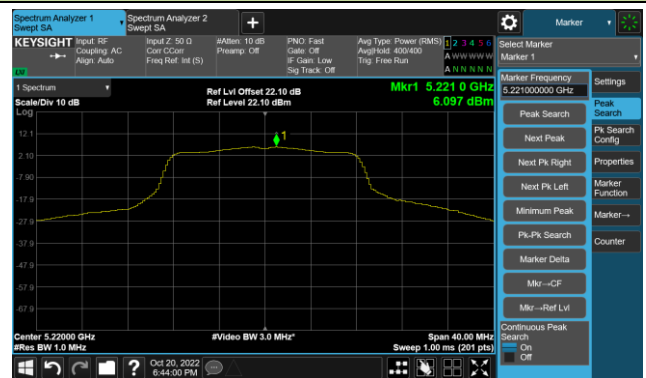 Spectrum Analyzer 1
Swept SA
Spectrum Analyzer 2
Swept SA
+
Marker
KEYSIGHT
Input: RF
Coupling: AC
Align: Auto
Input Z: 50 Ω
Corr CCorr
Freq Ref: Int (S)
#Atten: 10 dB
Preamp: Off
PNO: Fast
Gate: Off
IF Gain: Low
Sig Track: Off
Avg Type: Power (RMS)
Avg|Hold: 400/400
Trig: Free Run
1 2 3 4 5 6
A W W W W W
A N N N N N
LXI
Select Marker
Marker 1
1 Spectrum
Scale/Div 10 dB
Log
Ref Lvl Offset 22.10 dB
Ref Level 22.10 dBm
Mkr1 5.221 0 GHz
6.097 dBm
1
12.1
2.10
-7.90
-17.9
-27.9
-37.9
-47.9
-57.9
-67.9
Center 5.22000 GHz
#Res BW 1.0 MHz
#Video BW 3.0 MHz*
Span 40.00 MHz
Sweep 1.00 ms (201 pts)
Marker Frequency
5.221000000 GHz
Peak Search
Next Peak
Next Pk Right
Next Pk Left
Minimum Peak
Pk-Pk Search
Marker Delta
Mkr→CF
Mkr→Ref Lvl
Continuous Peak
Search
On
Off
Settings
Peak
Search
Pk Search
Config
Properties
Marker
Function
Marker→
Counter
?
Oct 20, 2022
6:44:00 PM